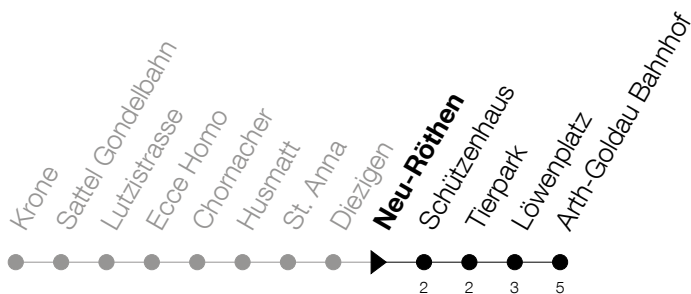 Krone
Sattel Gondelbahn
Lutzistrasse
Ecce Homo
Chornacher
Husmatt
St. Anna
Diezigen
Neu-Röthen
Schützenhaus
Tierpark
Löwenplatz
Arth-Goldau Bahnhof
2 2 3 5